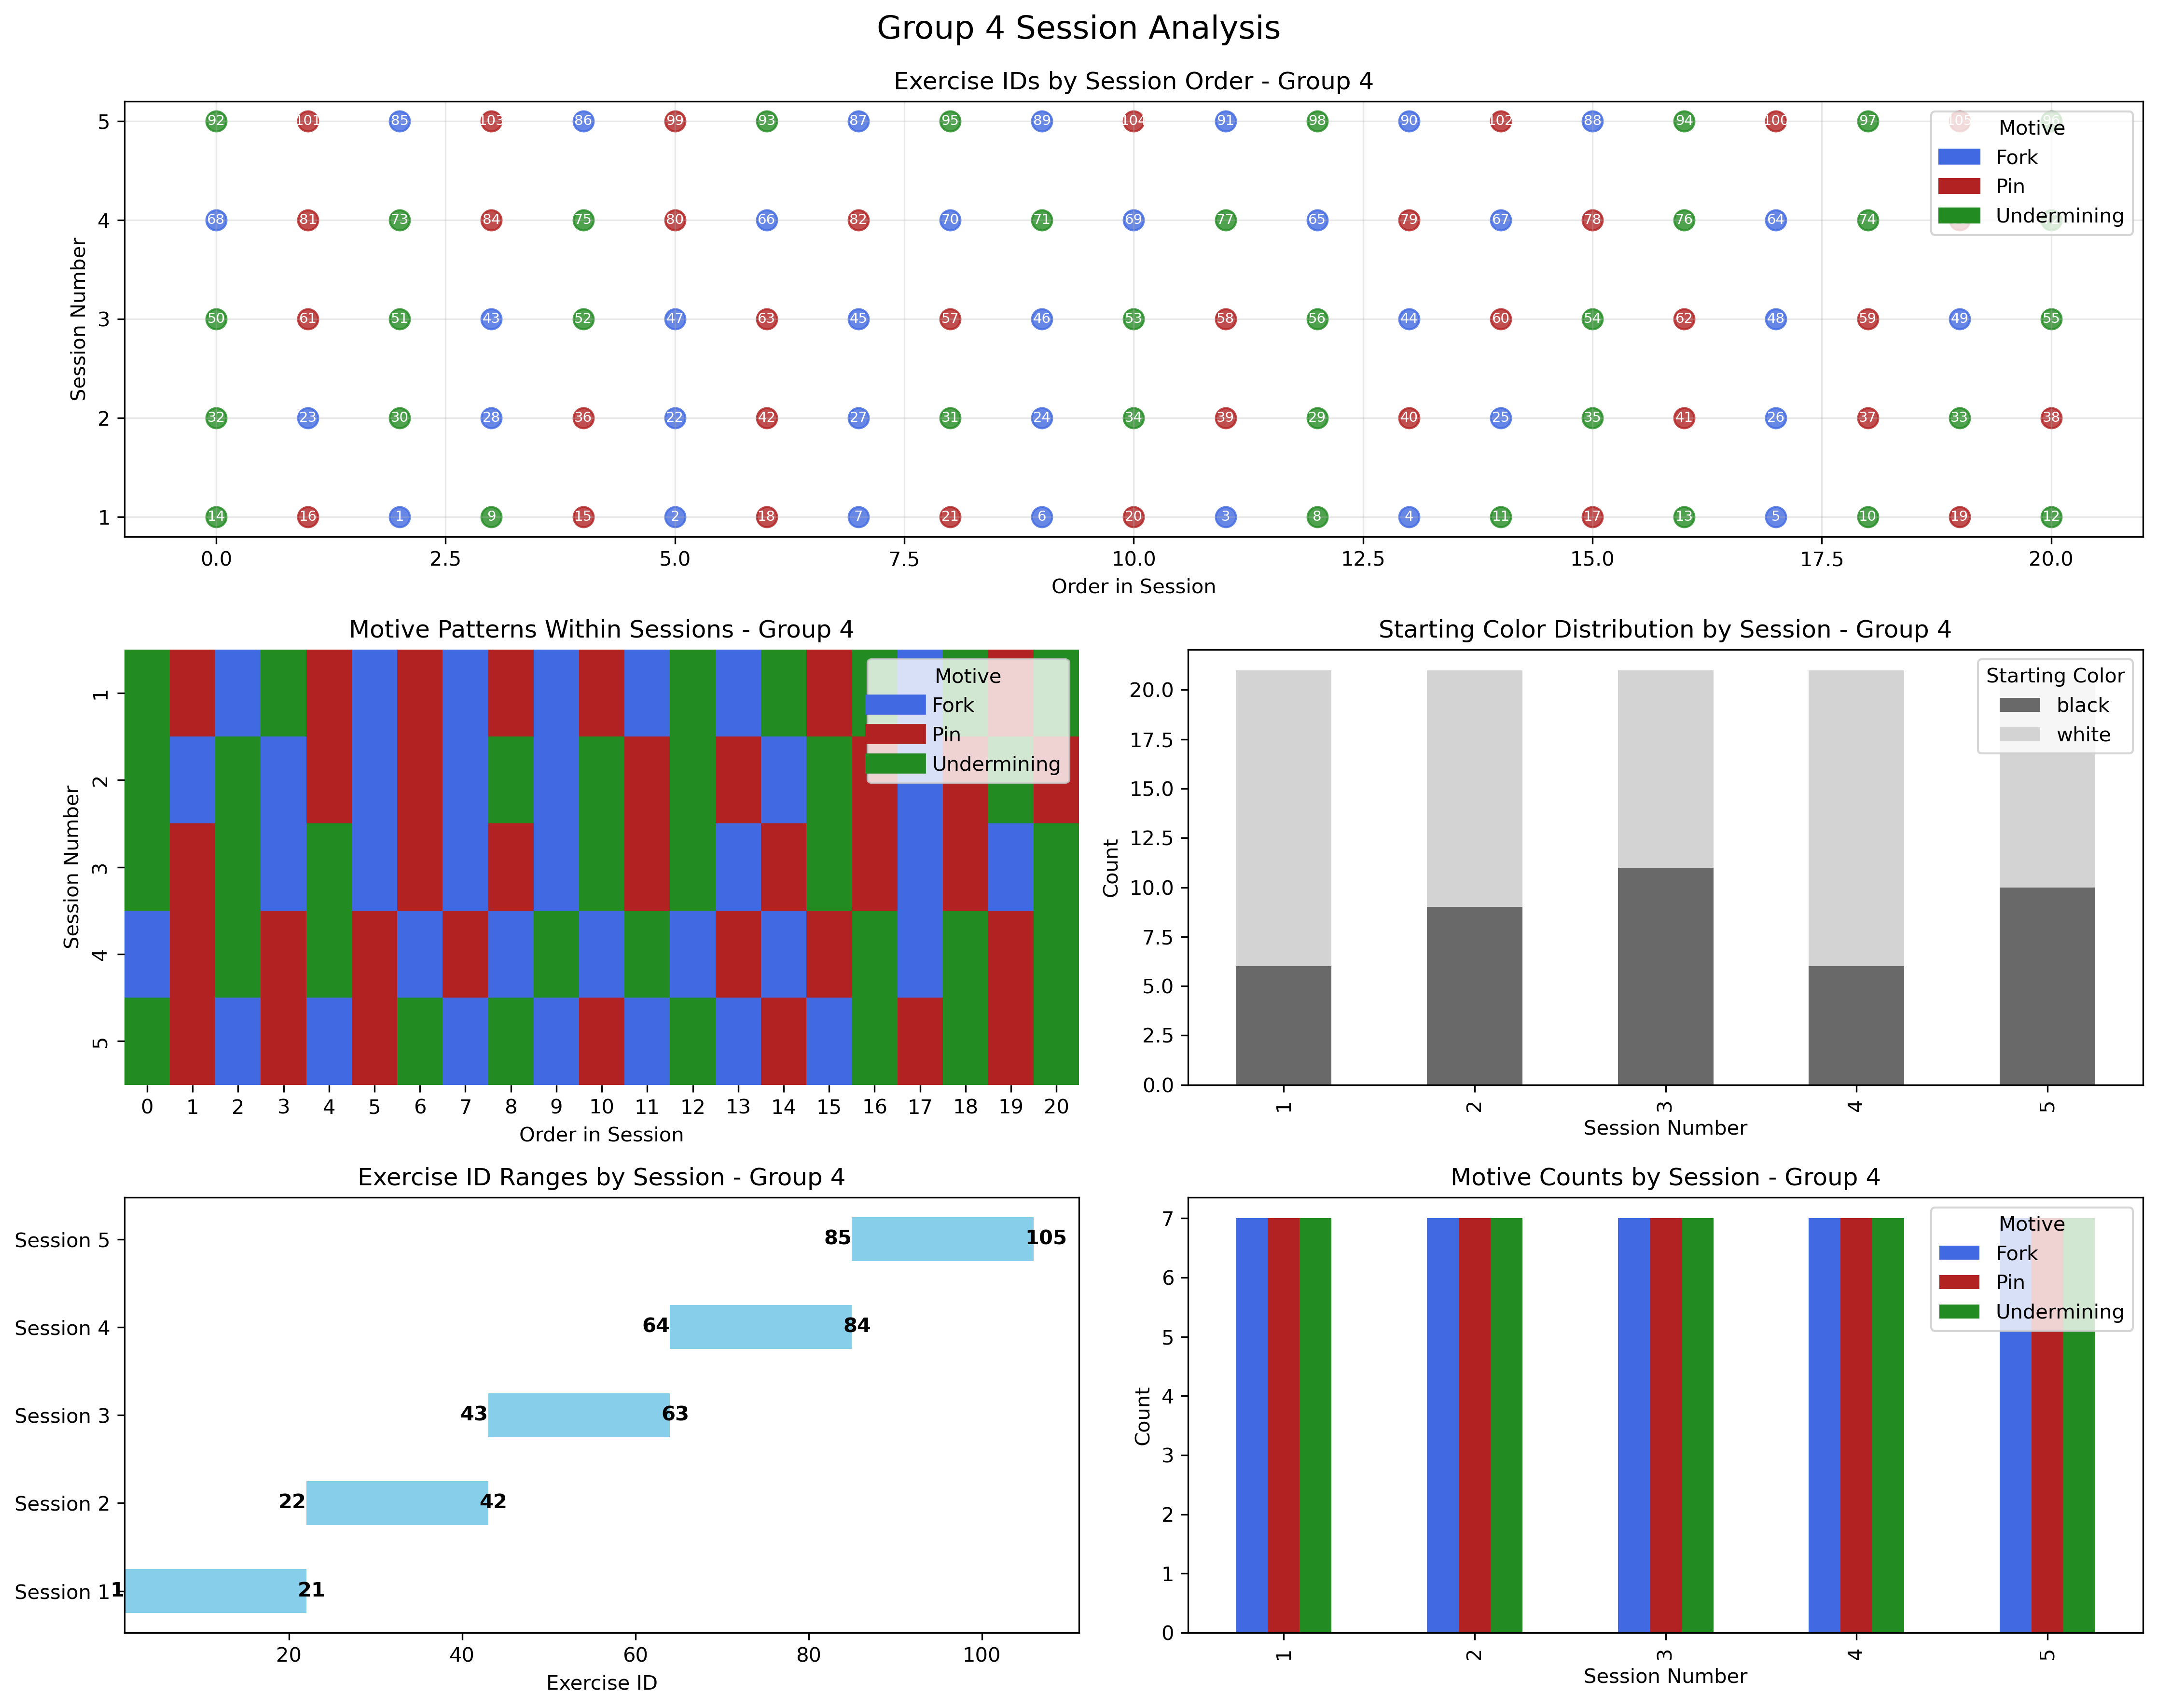 Group 4 Session Analysis
Exercise IDs by Session Order - Group 4
Session Number
5
4
3
2
1
92 101 85 103 86 99 93 87 95 89 104 91 98 90 102 88 94 100 97 105 96
68 81 73 84 75 80 66 82 70 71 69 77 65 79 67 78 76 64 74
50 61 51 43 52 47 63 45 57 46 53 58 56 44 60 54 62 48 59 49 55
32 23 30 28 36 22 42 27 31 24 34 39 29 40 25 35 41 26 37 33 38
14 16 1 9 15 2 18 7 21 6 20 3 8 4 11 17 13 5 10 19 12
Motive
Fork
Pin
Undermining
0.0 2.5 5.0 7.5 10.0 12.5 15.0 17.5 20.0
Order in Session
Motive Patterns Within Sessions - Group 4
Session Number
1
2
3
4
5
Motive
Fork
Pin
Undermining
0 1 2 3 4 5 6 7 8 9 10 11 12 13 14 15 16 17 18 19 20
Order in Session
Starting Color Distribution by Session - Group 4
Count
20.0
17.5
15.0
12.5
10.0
7.5
5.0
2.5
0.0
Starting Color
black
white
1 2 3 4 5
Session Number
Exercise ID Ranges by Session - Group 4
Session 5 85 105
Session 4 64 84
Session 3 43 63
Session 2 22 42
Session 1 1 21
20 40 60 80 100
Exercise ID
Motive Counts by Session - Group 4
Count
7
6
5
4
3
2
1
0
Motive
Fork
Pin
Undermining
1 2 3 4 5
Session Number